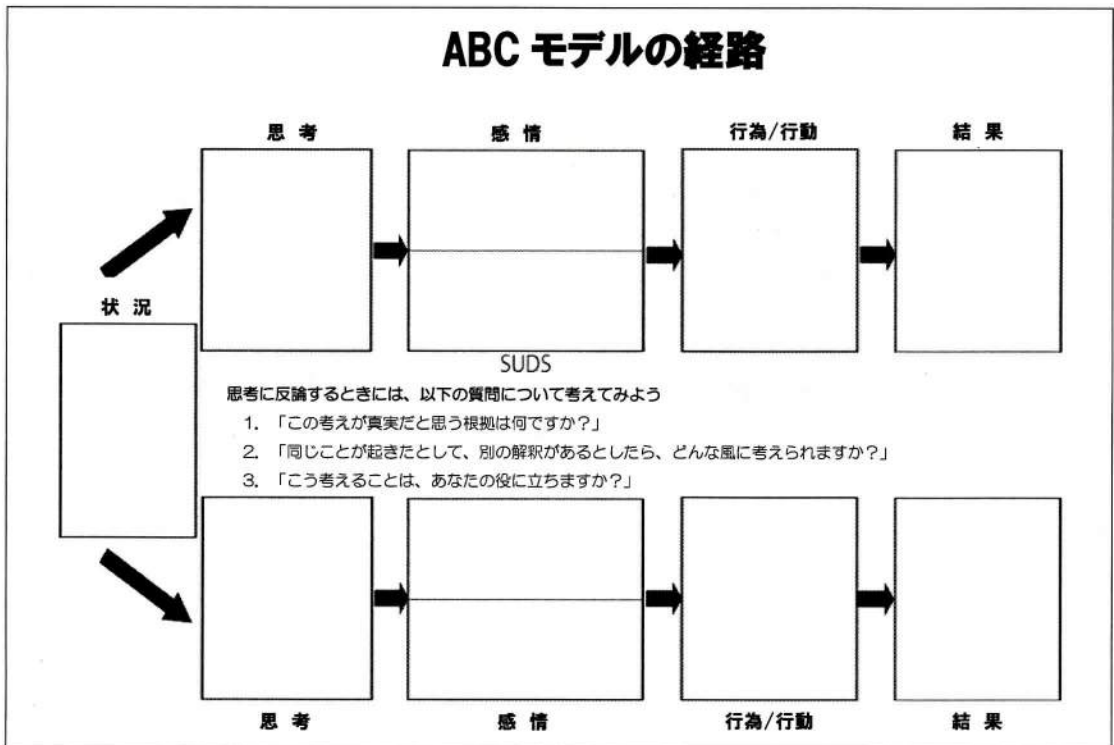 ABC モデルの経路
思考 感情 行為/行動 結果
状況
SUDS
思考に反論するときには、以下の質問について考えてみよう
1. 「この考えが真実だと思う根拠は何ですか？」
2. 「同じことが起きたとして、別の解釈があるとしたら、どんな風に考えられますか？」
3. 「こう考えることは、あなたの役に立ちますか？」
思考 感情 行為/行動 結果